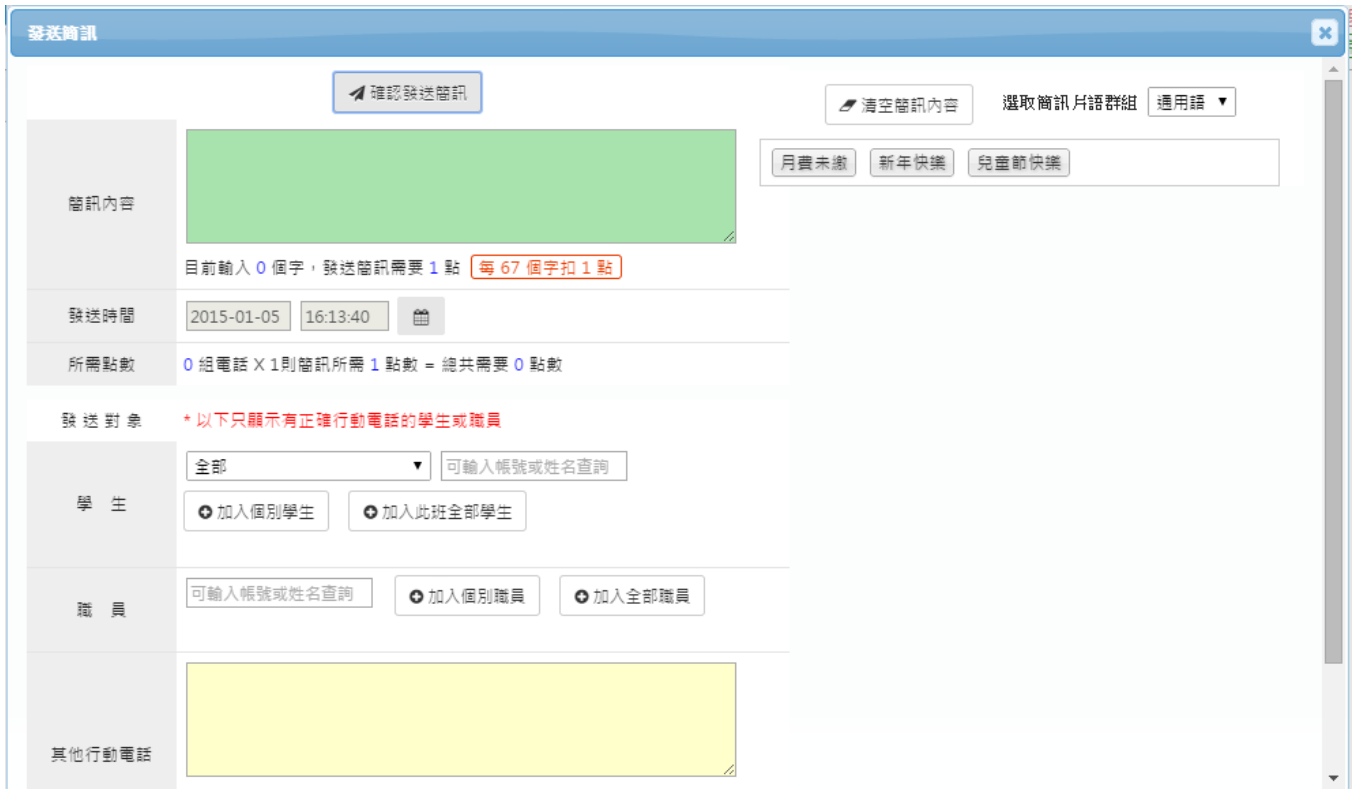 發送簡訊
確認發送簡訊
清空簡訊內容 選取簡訊片語群組 通用語
月費未繳 新年快樂 兒童節快樂
簡訊內容
目前輸入 0 個字，發送簡訊需要 1 點 每 67 個字扣 1 點
發送時間 2015-01-05 16:13:40
所需點數 0 組電話 X 1則簡訊所需 1 點數 = 總共需要 0 點數
發送對象 * 以下只顯示有正確行動電話的學生或職員
學 生 全部 可輸入帳號或姓名查詢
加入個別學生 加入此班全部學生
職 員 可輸入帳號或姓名查詢 加入個別職員 加入全部職員
其他行動電話